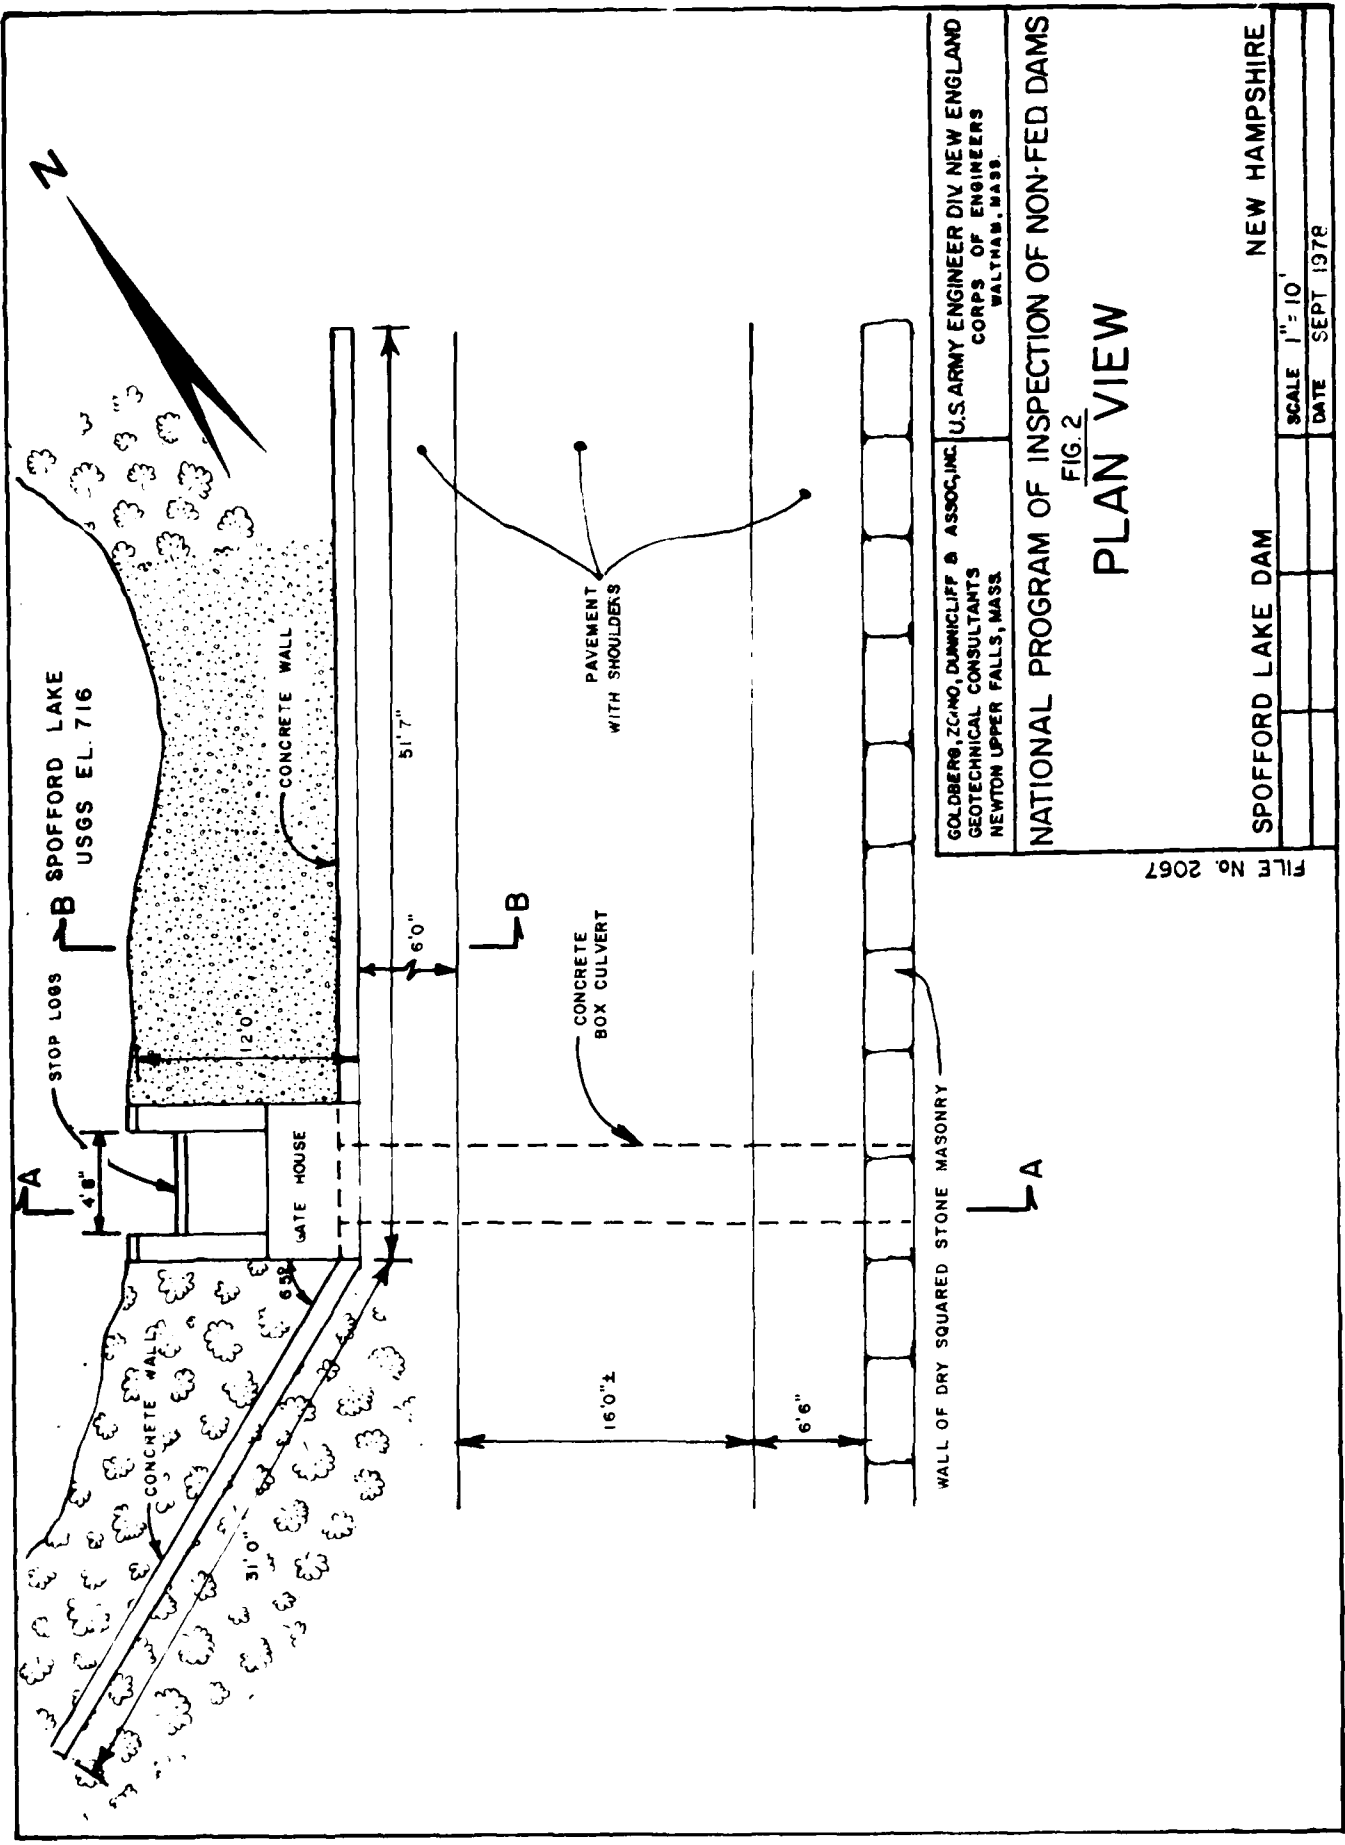 N
SPOFFORD LAKE
USGS EL. 716
B
STOP LOGS
A
4'8"
12'0"
GATE HOUSE
CONCRETE WALL
CONCRETE WALL
65°
31'0"
51'7"
6'0"
B
PAVEMENT
WITH SHOULDERS
CONCRETE
BOX CULVERT
16'0"±
6'6"
A
WALL OF DRY SQUARED STONE MASONRY
GOLDBERG, ZOINO, DUNNICLIFF & ASSOC., INC.
GEOTECHNICAL CONSULTANTS
NEWTON UPPER FALLS, MASS.
U.S. ARMY ENGINEER DIV. NEW ENGLAND
CORPS OF ENGINEERS
WALTHAM, MASS.
NATIONAL PROGRAM OF INSPECTION OF NON-FED. DAMS
FIG. 2
PLAN VIEW
SPOFFORD LAKE DAM
NEW HAMPSHIRE
SCALE 1" = 10'
DATE SEPT 1978
FILE No. 2067